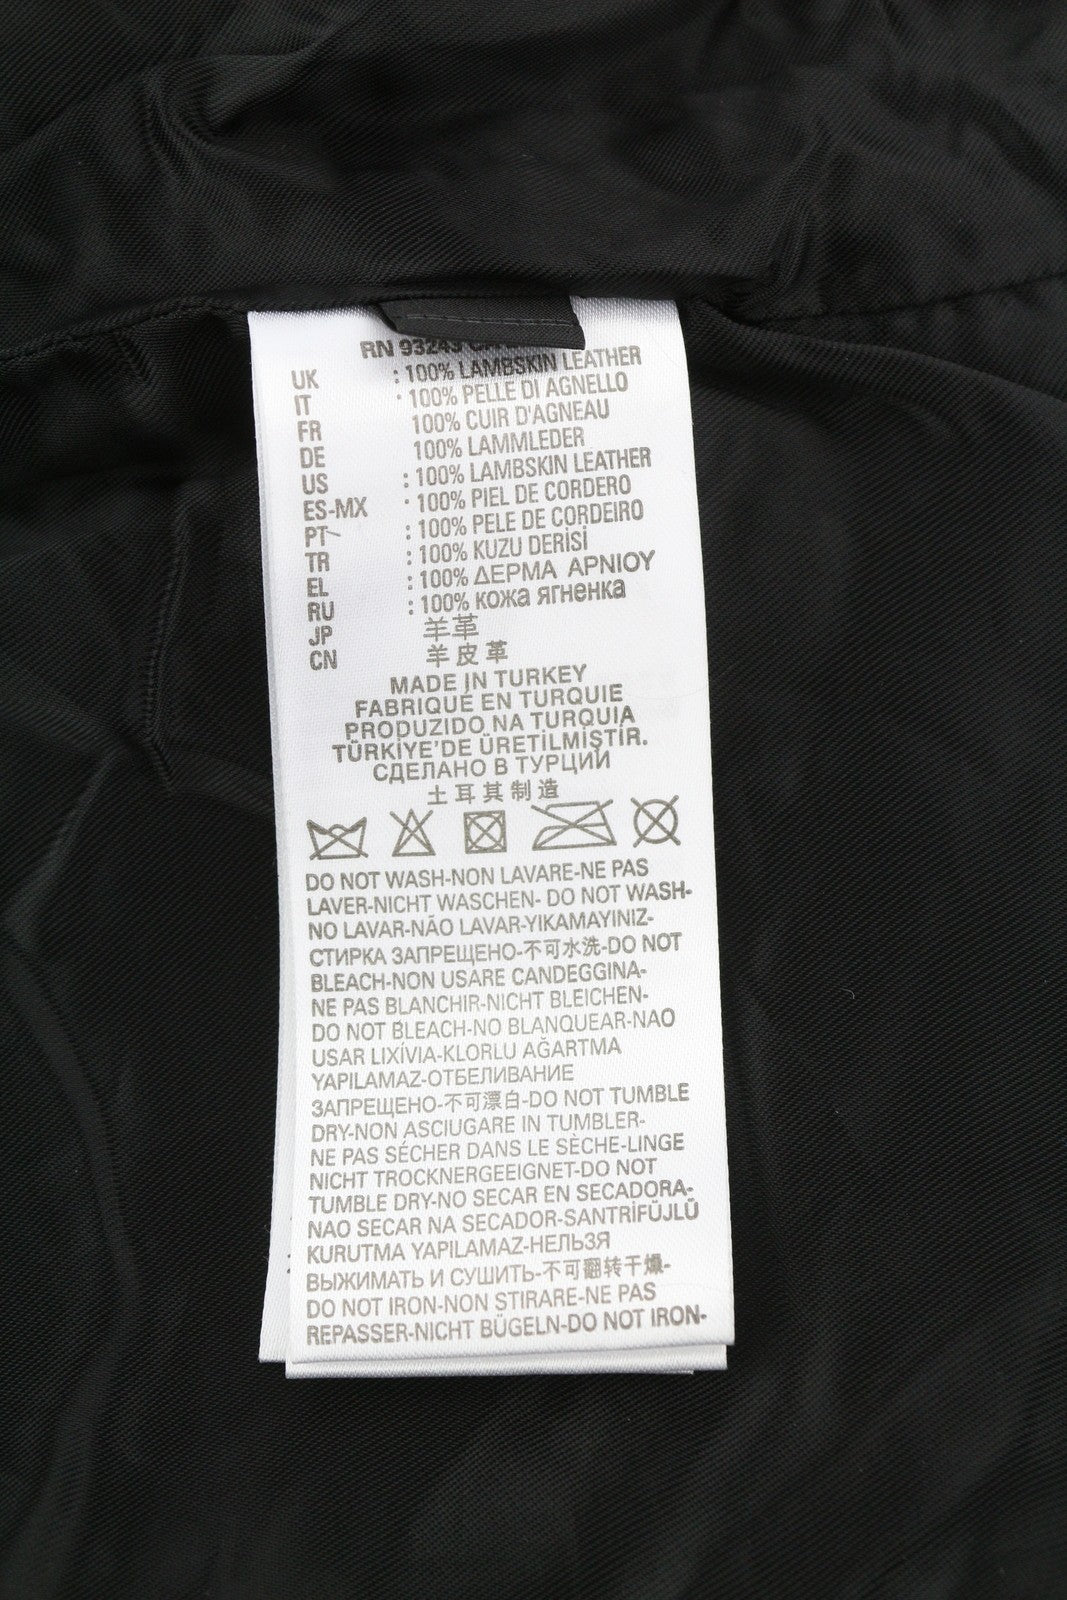 RN 93243
UK : 100% LAMBSKIN LEATHER
IT : 100% PELLE DI AGNELLO
FR 100% CUIR D'AGNEAU
DE 100% LAMMLEDER
US : 100% LAMBSKIN LEATHER
ES-MX : 100% PIEL DE CORDERO
PT : 100% PELE DE CORDEIRO
TR : 100% KUZU DERİSİ
EL : 100% ΔΕΡΜΑ ΑΡΝΙΟΥ
RU : 100% кожа ягненка
JP 羊革
CN 羊皮革
MADE IN TURKEY
FABRIQUÉ EN TURQUIE
PRODUZIDO NA TURQUIA
TÜRKİYE'DE ÜRETİLMİŞTİR.
СДЕЛАНО В ТУРЦИИ
土耳其制造
DO NOT WASH-NON LAVARE-NE PAS
LAVER-NICHT WASCHEN- DO NOT WASH-
NO LAVAR-NÃO LAVAR-YIKAMAYINIZ-
СТИРКА ЗАПРЕЩЕНО-不可水洗-DO NOT
BLEACH-NON USARE CANDEGGINA-
NE PAS BLANCHIR-NICHT BLEICHEN-
DO NOT BLEACH-NO BLANQUEAR-NAO
USAR LIXÍVIA-KLORLU AĞARTMA
YAPILAMAZ-ОТБЕЛИВАНИЕ
ЗАПРЕЩЕНО-不可漂白-DO NOT TUMBLE
DRY-NON ASCIUGARE IN TUMBLER-
NE PAS SÉCHER DANS LE SÈCHE-LINGE
NICHT TROCKNERGEEIGNET-DO NOT
TUMBLE DRY-NO SECAR EN SECADORA-
NAO SECAR NA SECADOR-SANTRİFÜJLÜ
KURUTMA YAPILAMAZ-НЕЛЬЗЯ
ВЫЖИМАТЬ И СУШИТЬ-不可翻转干燥-
DO NOT IRON-NON STIRARE-NE PAS
REPASSER-NICHT BÜGELN-DO NOT IRON-